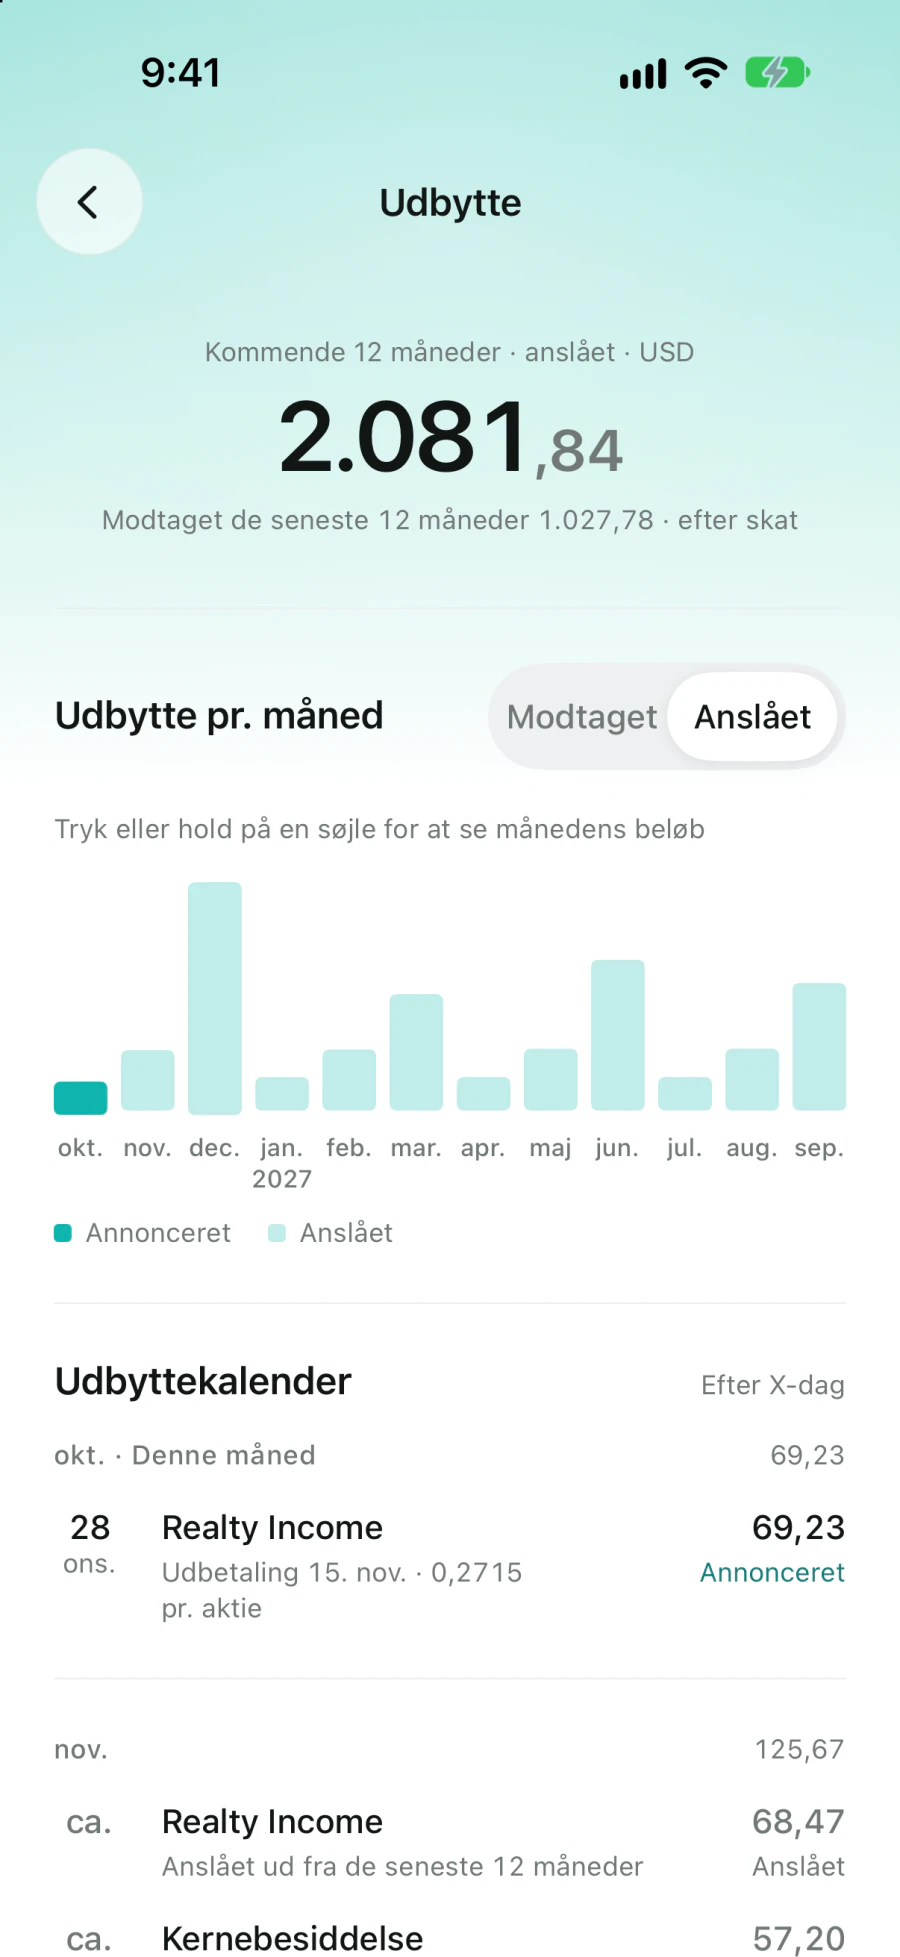 9:41
Udbytte
Kommende 12 måneder · anslået · USD
2.081,84
Modtaget de seneste 12 måneder 1.027,78 · efter skat
Udbytte pr. måned
Modtaget Anslået
Tryk eller hold på en søjle for at se månedens beløb
okt. nov. dec. jan. feb. mar. apr. maj jun. jul. aug. sep.
2027
Annonceret Anslået
Udbyttekalender Efter X-dag
okt. · Denne måned 69,23
28 Realty Income 69,23
ons. Udbetaling 15. nov. · 0,2715 Annonceret
pr. aktie
nov. 125,67
ca. Realty Income 68,47
Anslået ud fra de seneste 12 måneder Anslået
ca. Kernebesiddelse 57,20